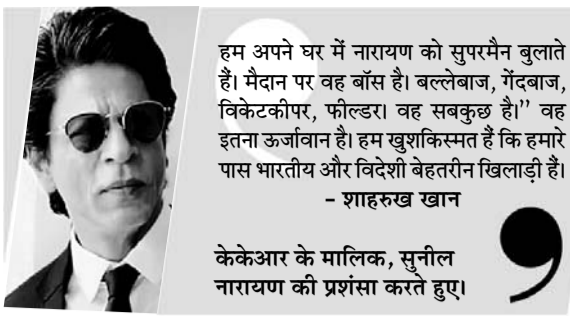 हम अपने घर में नारायण को सुपरमैन बुलाते
हैं। मैदान पर वह बॉस है। बल्लेबाज, गेंदबाज,
विकेटकीपर, फील्डर। वह सबकुछ है।’’ वह
इतना ऊर्जावान है। हम खुशकिस्मत हैं कि हमारे
पास भारतीय और विदेशी बेहतरीन खिलाड़ी हैं।
- शाहरुख खान
केकेआर के मालिक, सुनील
नारायण की प्रशंसा करते हुए।